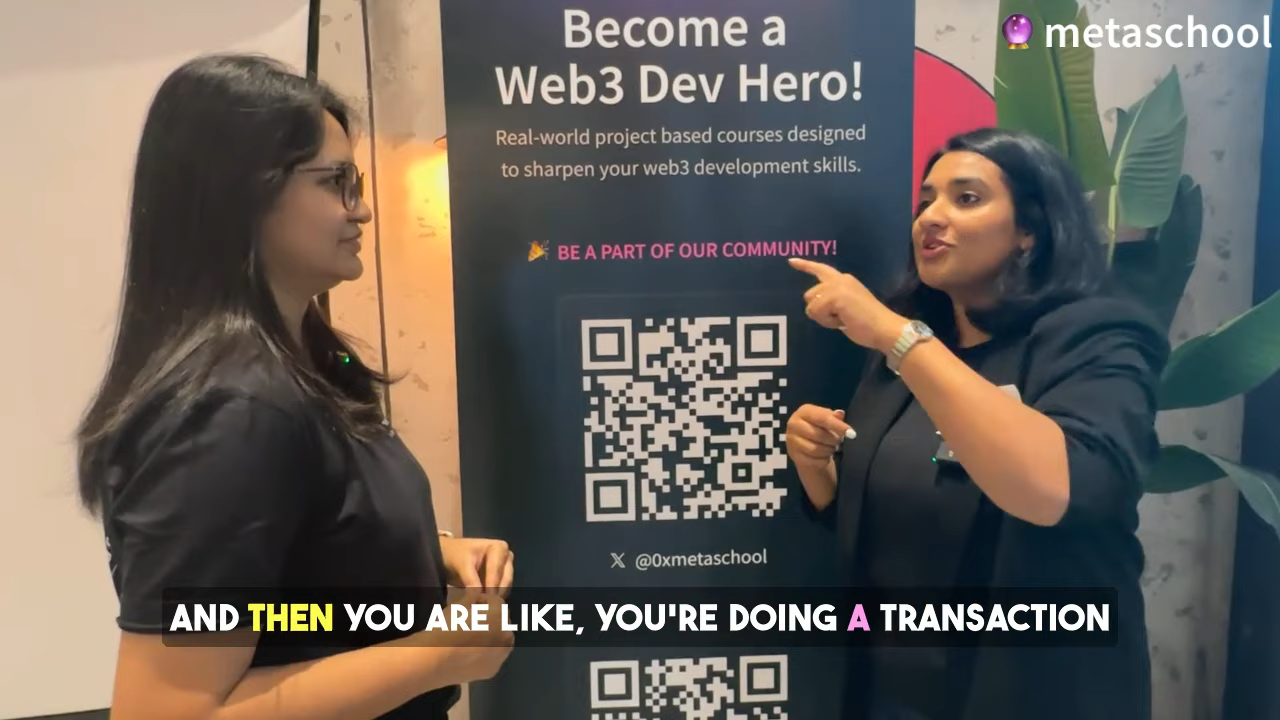 metaschool
Become a
Web3 Dev Hero!
Real-world project based courses designed
to sharpen your web3 development skills.
🎉 BE A PART OF OUR COMMUNITY!
𝕏 @0xmetaschool
AND THEN YOU ARE LIKE, YOU'RE DOING A TRANSACTION